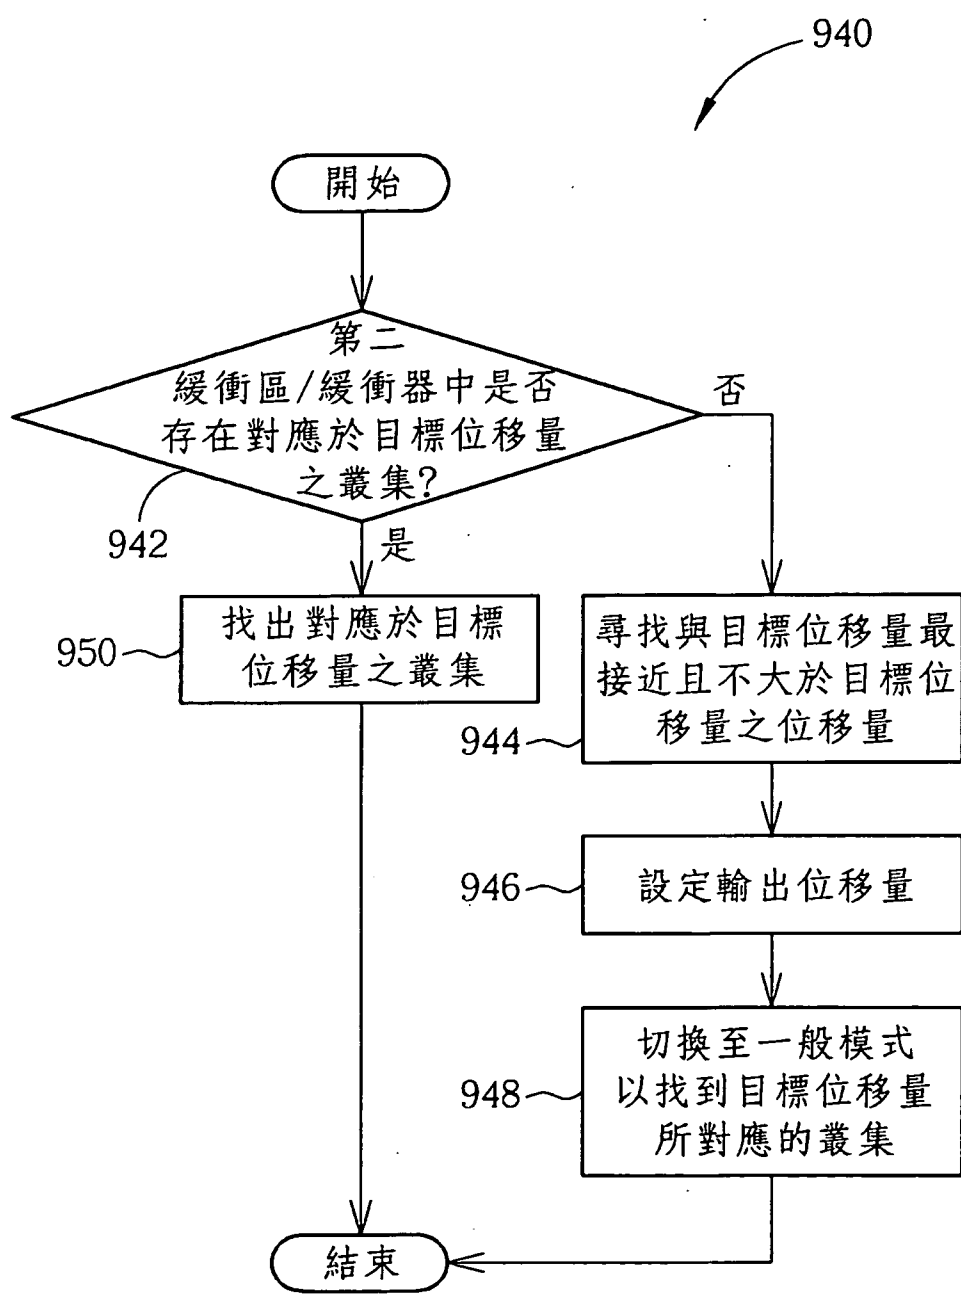 940
開始
第二
緩衝區/緩衝器中是否
存在對應於目標位移量
之叢集?
否
942
是
950
找出對應於目標
位移量之叢集
尋找與目標位移量最
接近且不大於目標位
移量之位移量
944
946
設定輸出位移量
948
切換至一般模式
以找到目標位移量
所對應的叢集
結束